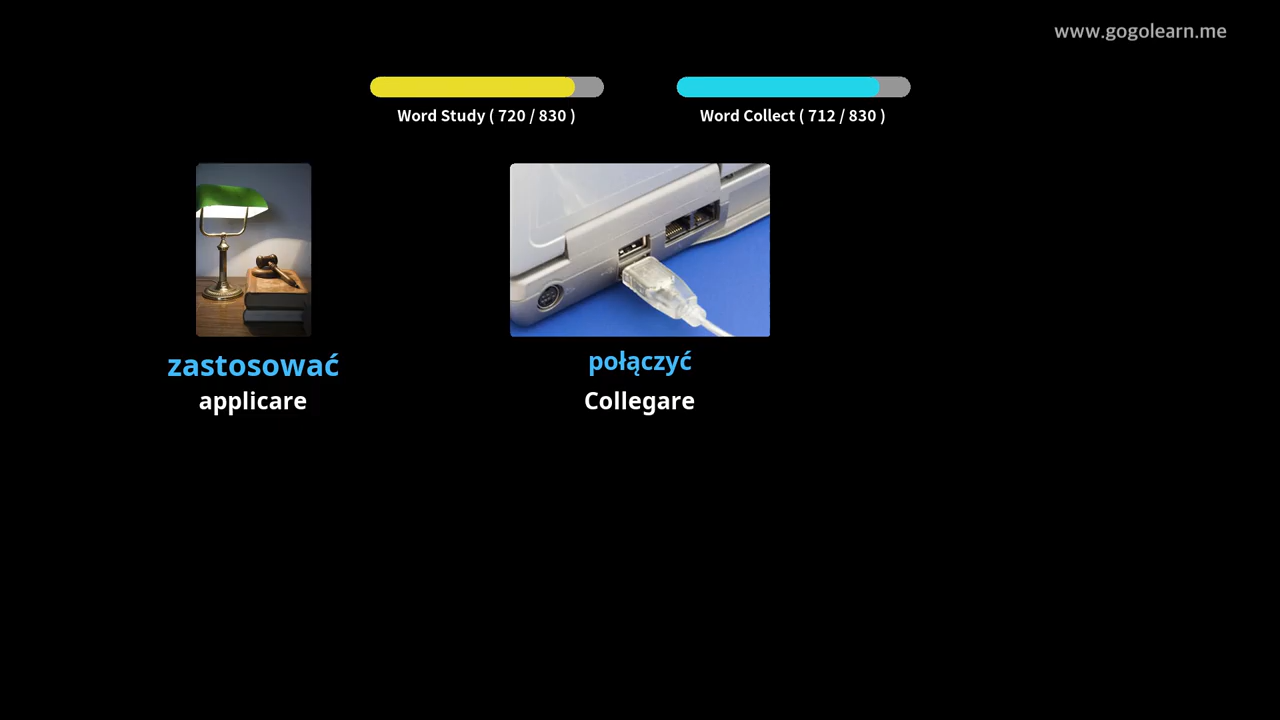 www.gogolearn.me
Word Study ( 720 / 830 )
Word Collect ( 712 / 830 )
zastosować
applicare
połączyć
Collegare